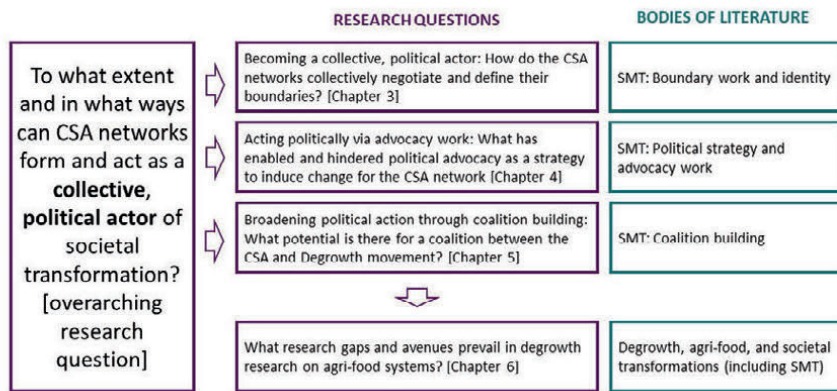 RESEARCH QUESTIONS
BODIES OF LITERATURE
To what extent
and in what ways
can CSA networks
form and act as a
collective,
political actor of
societal
transformation?
[overarching
research
question]
Becoming a collective, political actor: How do the CSA
networks collectively negotiate and define their
boundaries? [Chapter 3]
SMT: Boundary work and identity
Acting politically via advocacy work: What has
enabled and hindered political advocacy as a strategy
to induce change for the CSA network [Chapter 4]
SMT: Political strategy and
advocacy work
Broadening political action through coalition building:
What potential is there for a coalition between the
CSA and Degrowth movement? [Chapter 5]
SMT: Coalition building
What research gaps and avenues prevail in degrowth
research on agri-food systems? [Chapter 6]
Degrowth, agri-food, and societal
transformations (including SMT)